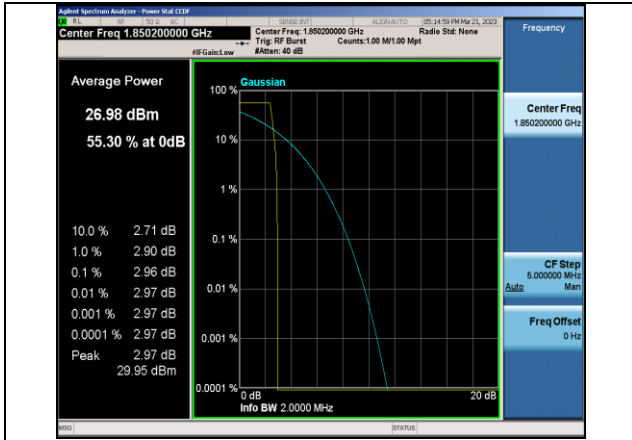 Agilent Spectrum Analyzer - Power Stat CCDF
RL RF 50 Ω AC SENSE:INT ALIGNAUTO 05:14:59 PM Mar 21, 2023
Center Freq 1.850200000 GHz
Center Freq: 1.850200000 GHz Radio Std: None
Trig: RF Burst Counts:1.00 M/1.00 Mpt
#IFGain:Low #Atten: 40 dB
Frequency
Average Power
26.98 dBm
55.30 % at 0dB
10.0 % 2.71 dB
1.0 % 2.90 dB
0.1 % 2.96 dB
0.01 % 2.97 dB
0.001 % 2.97 dB
0.0001 % 2.97 dB
Peak 2.97 dB
29.95 dBm
Gaussian
100 %
10 %
1 %
0.1 %
0.01 %
0.001 %
0.0001 %
0 dB 20 dB
Info BW 2.0000 MHz
Center Freq
1.850200000 GHz
CF Step
5.000000 MHz
Auto Man
Freq Offset
0 Hz
MSG STATUS